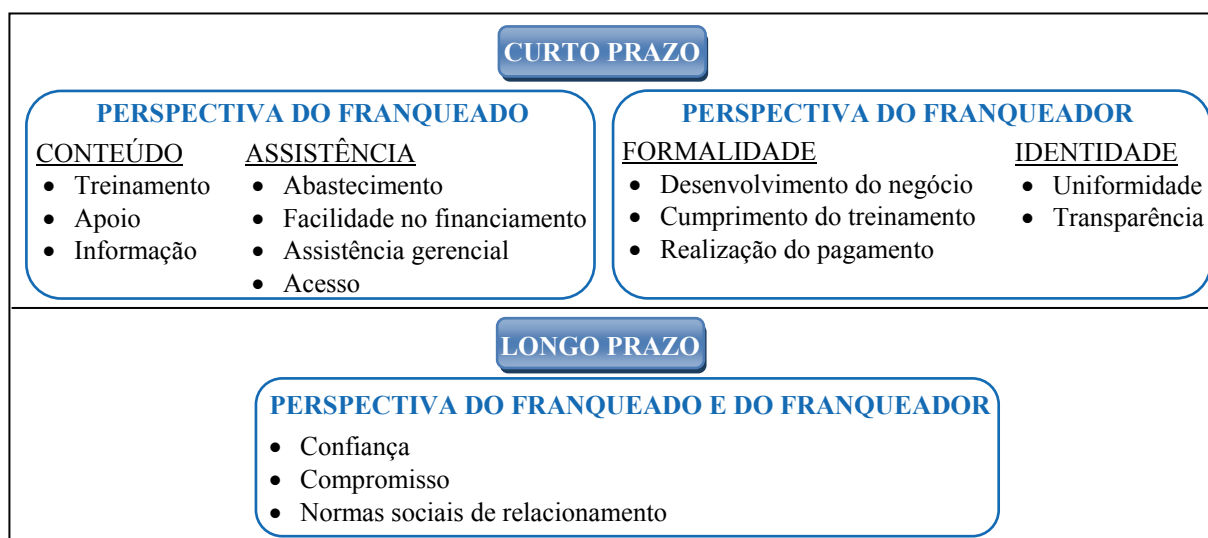 CURTO PRAZO
PERSPECTIVA DO FRANQUEADO
CONTEÚDO
• Treinamento
• Apoio
• Informação
ASSISTÊNCIA
• Abastecimento
• Facilidade no financiamento
• Assistência gerencial
• Acesso
PERSPECTIVA DO FRANQUEADOR
FORMALIDADE
• Desenvolvimento do negócio
• Cumprimento do treinamento
• Realização do pagamento
IDENTIDADE
• Uniformidade
• Transparência
LONGO PRAZO
PERSPECTIVA DO FRANQUEADO E DO FRANQUEADOR
• Confiança
• Compromisso
• Normas sociais de relacionamento